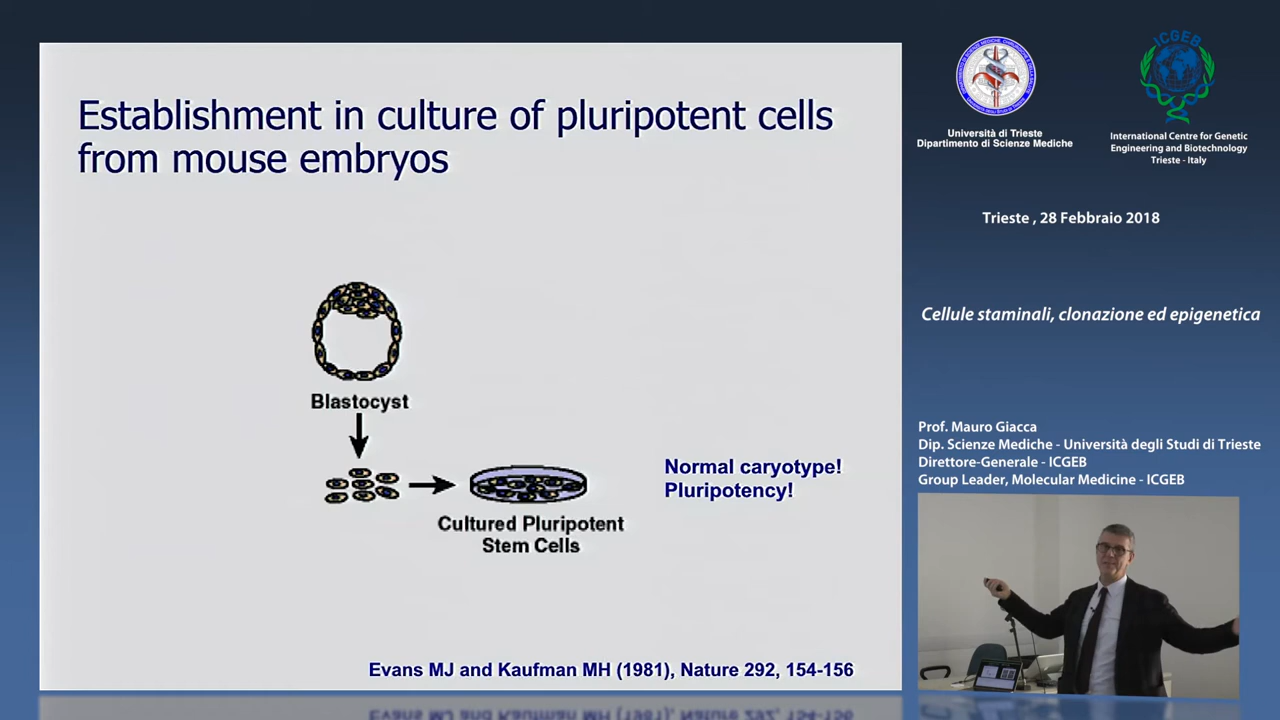 Establishment in culture of pluripotent cells
from mouse embryos
Blastocyst
Cultured Pluripotent
Stem Cells
Normal caryotype!
Pluripotency!
Evans MJ and Kaufman MH (1981), Nature 292, 154-156
ICGEB
Università di Trieste
Dipartimento di Scienze Mediche
International Centre for Genetic
Engineering and Biotechnology
Trieste - Italy
Trieste , 28 Febbraio 2018
Cellule staminali, clonazione ed epigenetica
Prof. Mauro Giacca
Dip. Scienze Mediche - Università degli Studi di Trieste
Direttore-Generale - ICGEB
Group Leader, Molecular Medicine - ICGEB